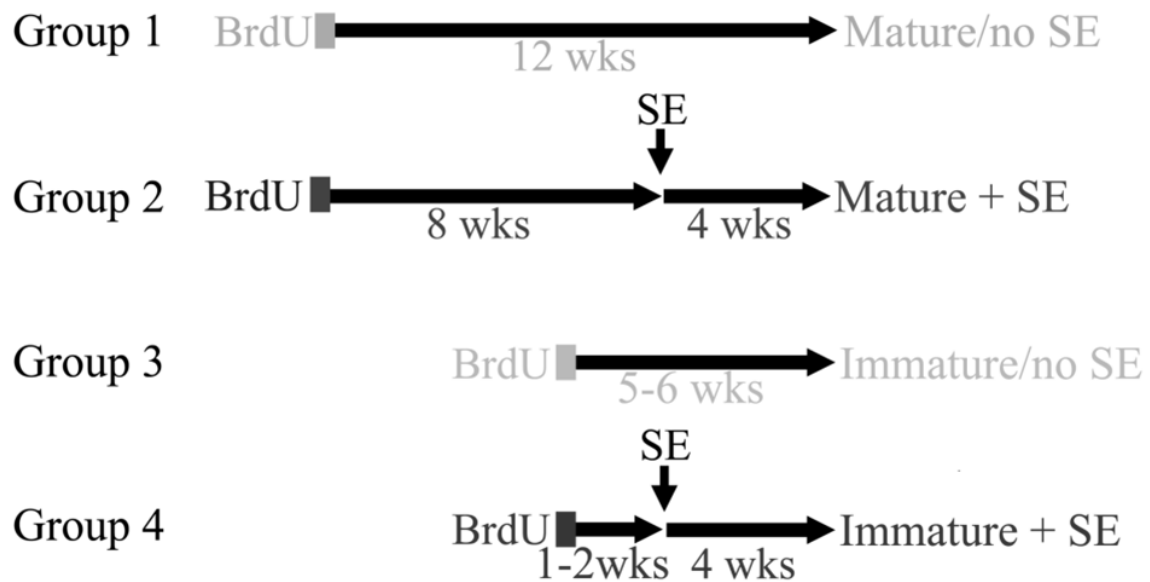 Group 1 BrdU Mature/no SE
12 wks
SE
Group 2 BrdU Mature + SE
8 wks 4 wks
Group 3 BrdU Immature/no SE
5-6 wks
SE
Group 4 BrdU Immature + SE
1-2wks 4 wks